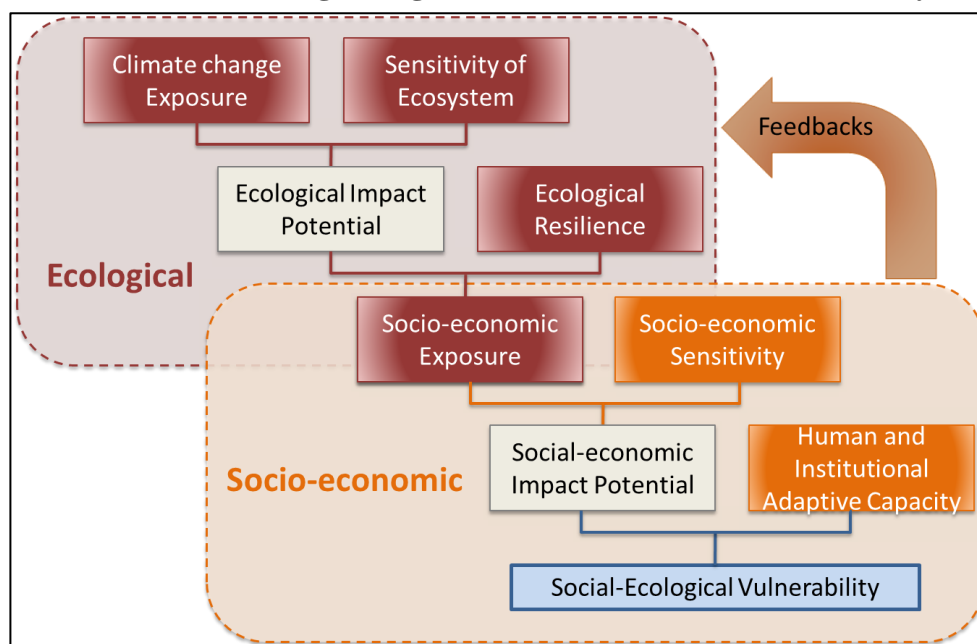 Climate change
Exposure
Sensitivity of
Ecosystem
Feedbacks
Ecological Impact
Potential
Ecological
Resilience
Ecological
Socio-economic
Exposure
Socio-economic
Sensitivity
Social-economic
Impact Potential
Human and
Institutional
Adaptive Capacity
Socio-economic
Social-Ecological Vulnerability